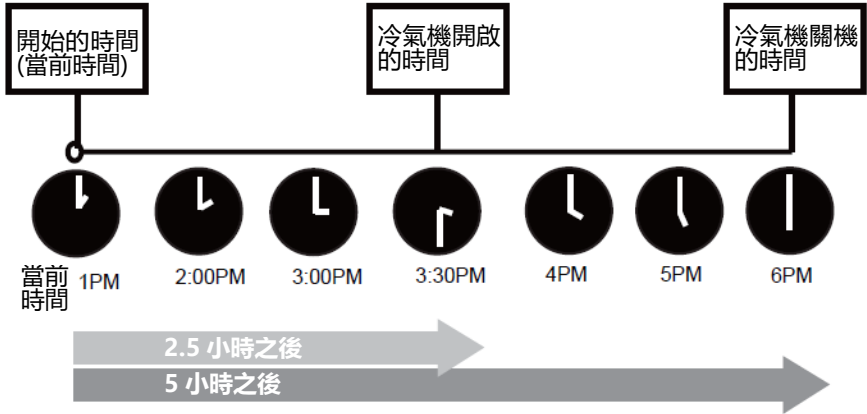 開始的時間
(當前時間)
冷氣機開啟
的時間
冷氣機關機
的時間
當前
時間
1PM
2:00PM
3:00PM
3:30PM
4PM
5PM
6PM
2.5 小時之後
5 小時之後